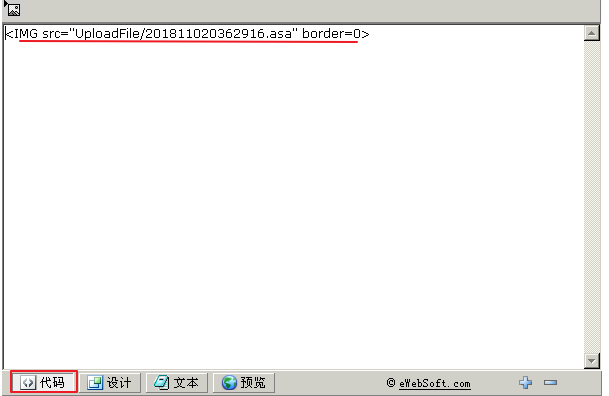 <IMG src="UploadFile/201811020362916.asa" border=0>
代码 设计 文本 预览 © eWebSoft.com